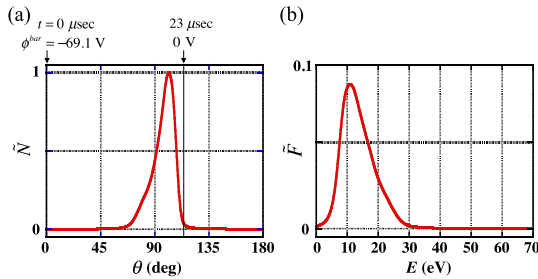 (a)
t=0 μsec
ϕ^bar=−69.1 V
23 μsec
0 V
1
Ñ
0
0 45 90 135 180
θ (deg)
(b)
0.1
F̃
0
0 10 20 30 40 50 60 70
E (eV)